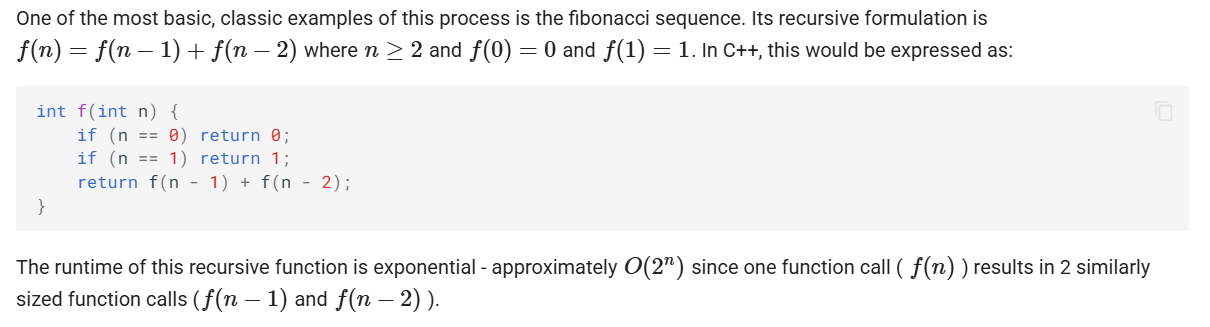 One of the most basic, classic examples of this process is the fibonacci sequence. Its recursive formulation is
f(n) = f(n − 1) + f(n − 2) where n ≥ 2 and f(0) = 0 and f(1) = 1. In C++, this would be expressed as:
int f(int n) {
    if (n == 0) return 0;
    if (n == 1) return 1;
    return f(n - 1) + f(n - 2);
}
The runtime of this recursive function is exponential - approximately O(2ⁿ) since one function call ( f(n) ) results in 2 similarly
sized function calls (f(n − 1) and f(n − 2) ).